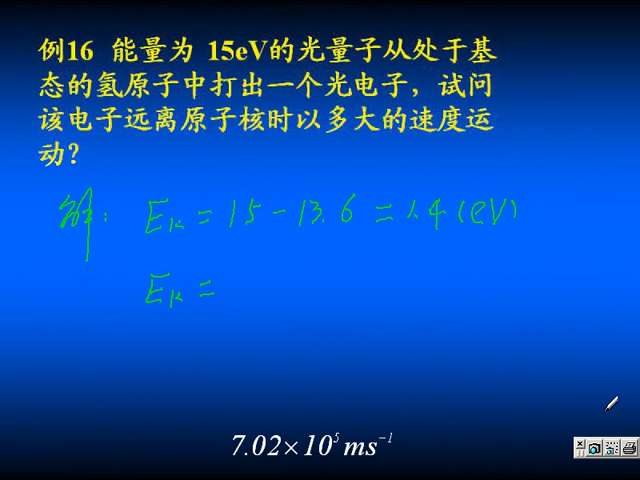 例16 能量为 15eV的光量子从处于基
态的氢原子中打出一个光电子，试问
该电子远离原子核时以多大的速度运
动？
解: Eₖ = 15 - 13.6 = 1.4 (eV)
Eₖ =
7.02×10⁵ ms⁻¹